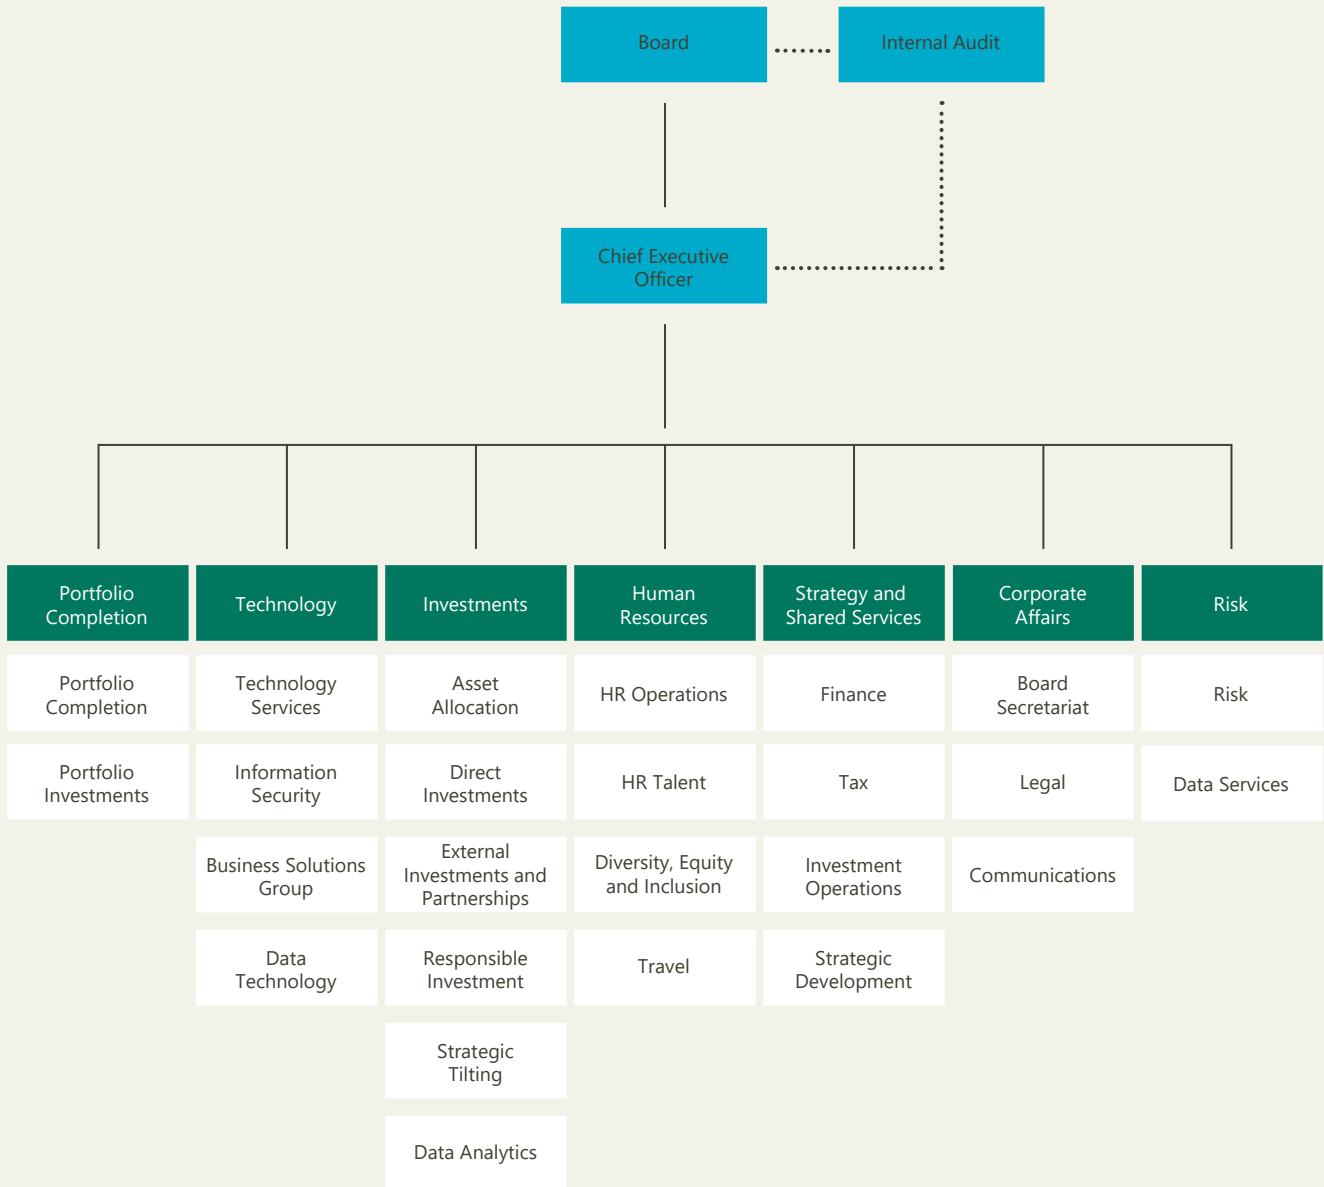 Board
Internal Audit
Chief Executive
Officer
Portfolio
Completion
Technology
Investments
Human
Resources
Strategy and
Shared Services
Corporate
Affairs
Risk
Portfolio
Completion
Technology
Services
Asset
Allocation
HR Operations
Finance
Board
Secretariat
Risk
Portfolio
Investments
Information
Security
Direct
Investments
HR Talent
Tax
Legal
Data Services
Business Solutions
Group
External
Investments and
Partnerships
Diversity, Equity
and Inclusion
Investment
Operations
Communications
Data
Technology
Responsible
Investment
Travel
Strategic
Development
Strategic
Tilting
Data Analytics